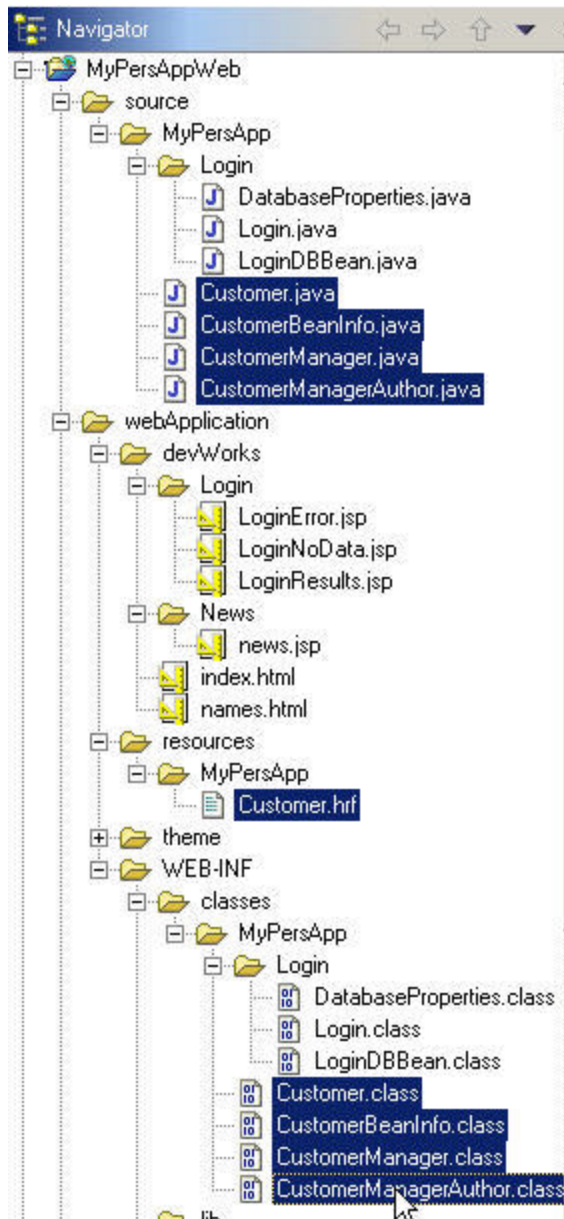 Navigator
MyPersAppWeb
source
MyPersApp
Login
DatabaseProperties.java
Login.java
LoginDBBean.java
Customer.java
CustomerBeanInfo.java
CustomerManager.java
CustomerManagerAuthor.java
webApplication
devWorks
Login
LoginError.jsp
LoginNoData.jsp
LoginResults.jsp
News
news.jsp
index.html
names.html
resources
MyPersApp
Customer.hrf
theme
WEB-INF
classes
MyPersApp
Login
DatabaseProperties.class
Login.class
LoginDBBean.class
Customer.class
CustomerBeanInfo.class
CustomerManager.class
CustomerManagerAuthor.class
lib